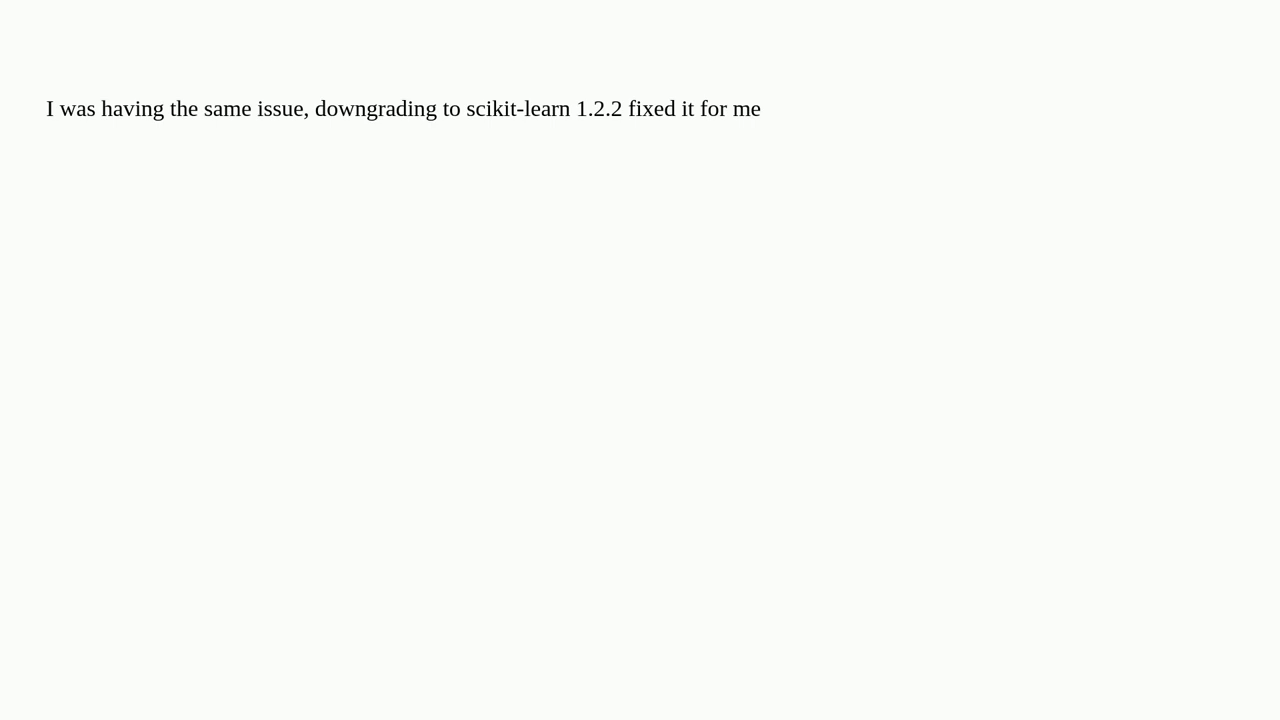 I was having the same issue, downgrading to scikit-learn 1.2.2 fixed it for me